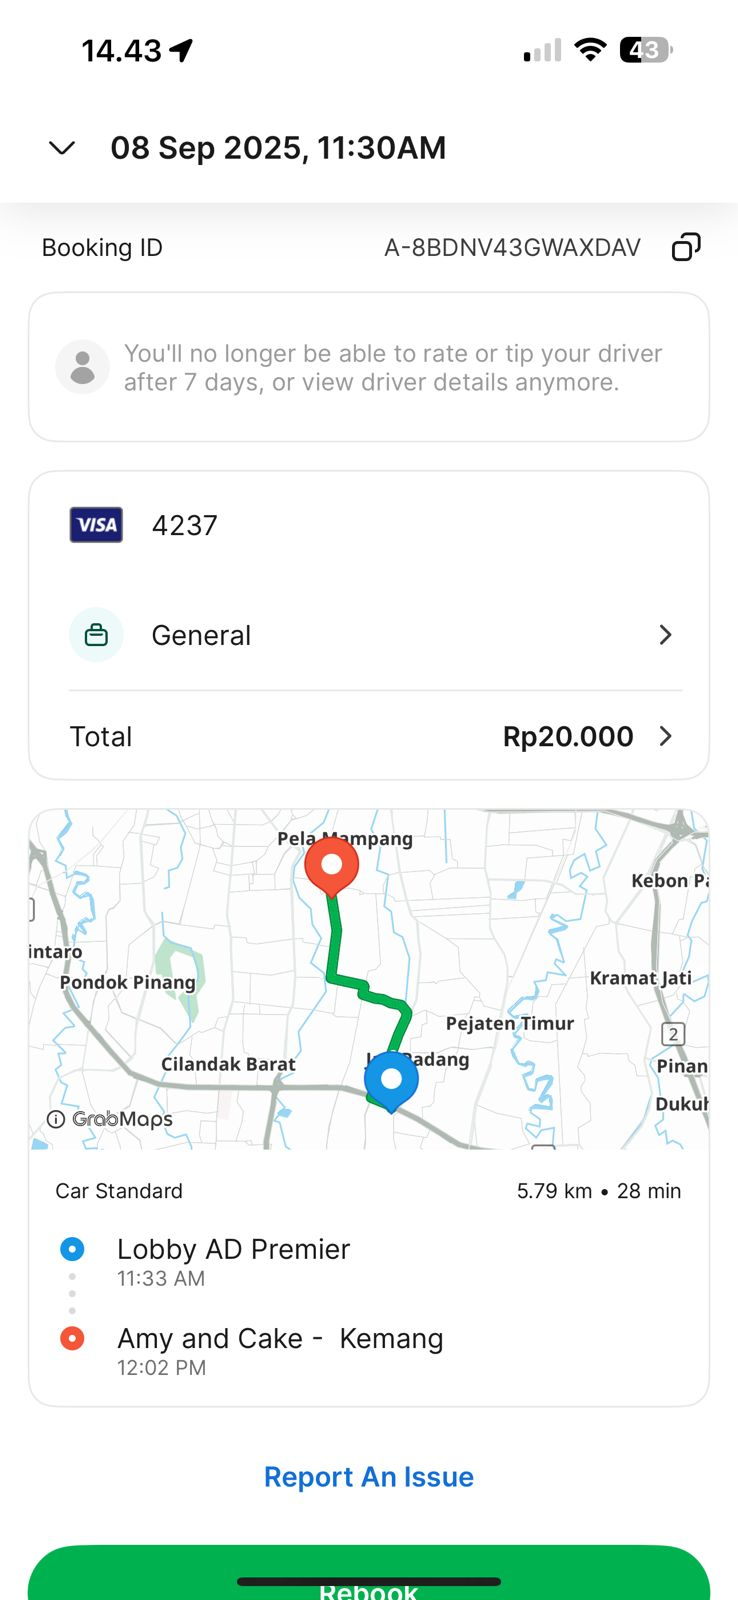 14.43
43
08 Sep 2025, 11:30AM
Booking ID
A-8BDNV43GWAXDAV
You'll no longer be able to rate or tip your driver
after 7 days, or view driver details anymore.
VISA
4237
General
Total
Rp20.000
Pela Mampang
Kebon Pa
intaro
Pondok Pinang
Kramat Jati
Pejaten Timur
2
Cilandak Barat
Padang
Pinan
Dukuh
GrabMaps
Car Standard
5.79 km • 28 min
Lobby AD Premier
11:33 AM
Amy and Cake - Kemang
12:02 PM
Report An Issue
Rebook